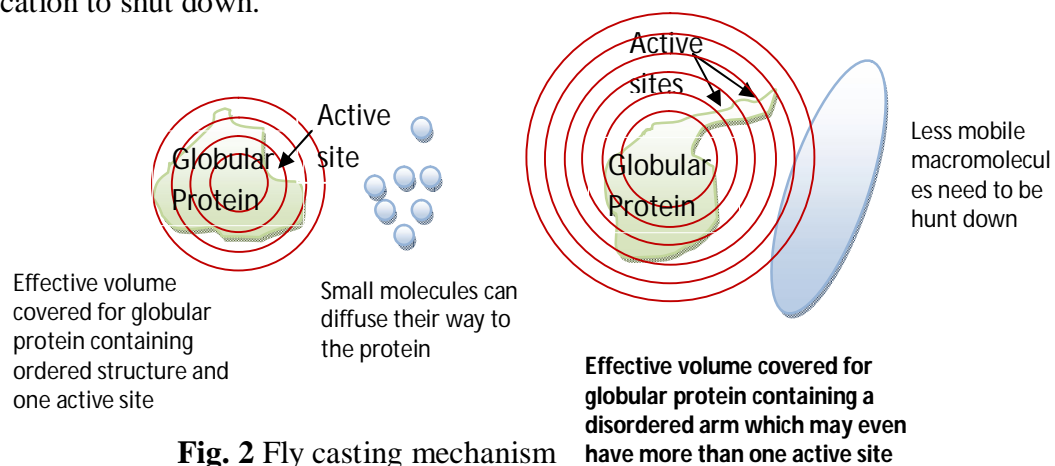 cation to shut down.
Active
site
Globular
Protein
Effective volume
covered for globular
protein containing
ordered structure and
one active site
Small molecules can
diffuse their way to
the protein
Active
sites
Globular
Protein
Less mobile
macromolecul
es need to be
hunt down
Effective volume covered for
globular protein containing a
disordered arm which may even
have more than one active site
Fig. 2 Fly casting mechanism